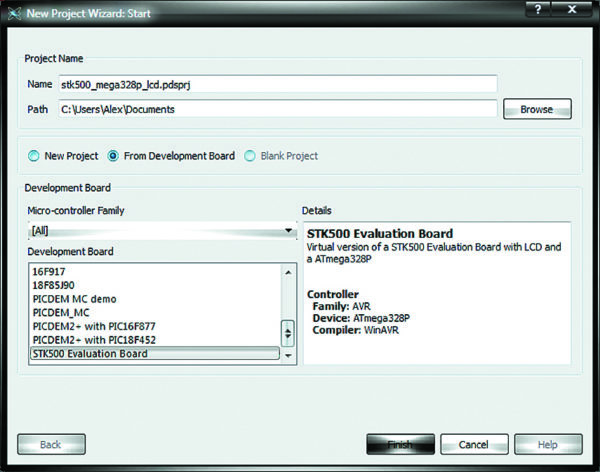 New Project Wizard: Start
? X
Project Name
Name stk500_mega328p_lcd.pdsprj
Path C:\Users\Alex\Documents Browse
New Project From Development Board Blank Project
Development Board
Micro-controller Family
[All]
Development Board
16F917
18F85J90
PICDEM MC demo
PICDEM_MC
PICDEM2+ with PIC16F877
PICDEM2+ with PIC18F452
STK500 Evaluation Board
Details
STK500 Evaluation Board
Virtual version of a STK500 Evaluation Board with LCD and
a ATmega328P
Controller
Family: AVR
Device: ATmega328P
Compiler: WinAVR
Back Finish Cancel Help